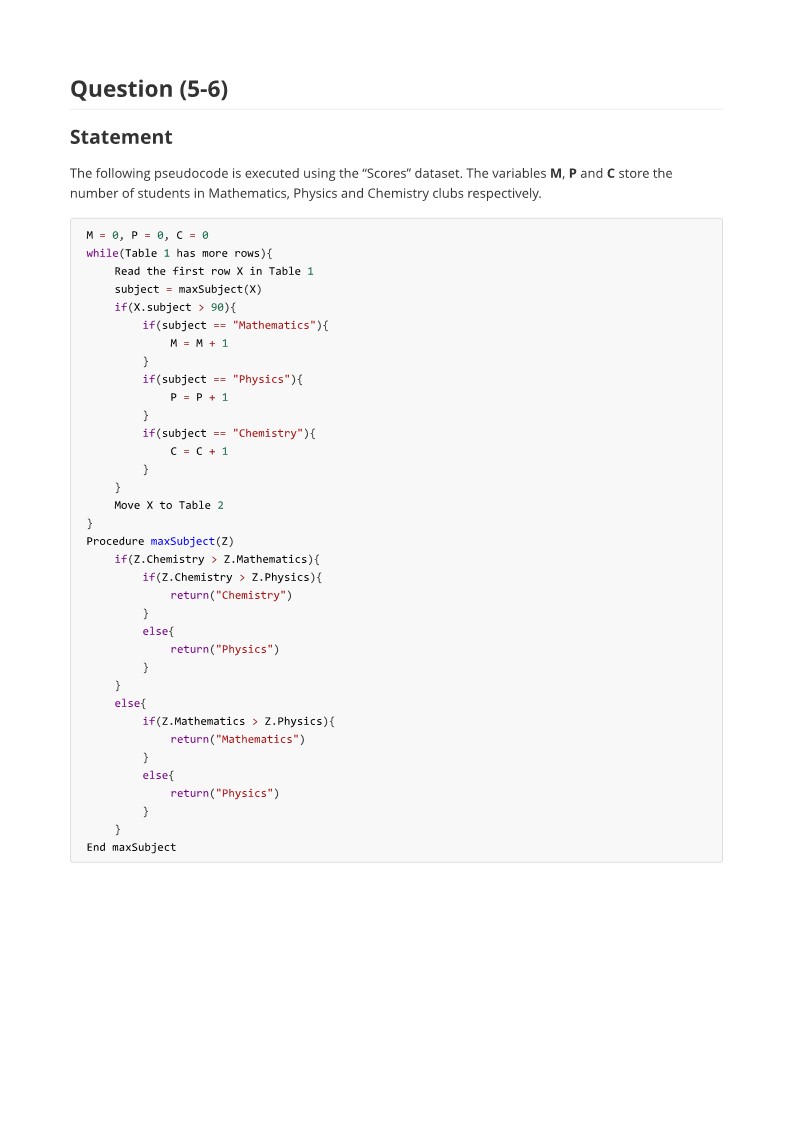 Question (5-6)
Statement
The following pseudocode is executed using the “Scores” dataset. The variables M, P and C store the
number of students in Mathematics, Physics and Chemistry clubs respectively.
M = 0, P = 0, C = 0
while(Table 1 has more rows){
    Read the first row X in Table 1
    subject = maxSubject(X)
    if(X.subject > 90){
        if(subject == "Mathematics"){
            M = M + 1
        }
        if(subject == "Physics"){
            P = P + 1
        }
        if(subject == "Chemistry"){
            C = C + 1
        }
    }
    Move X to Table 2
}
Procedure maxSubject(Z)
    if(Z.Chemistry > Z.Mathematics){
        if(Z.Chemistry > Z.Physics){
            return("Chemistry")
        }
        else{
            return("Physics")
        }
    }
    else{
        if(Z.Mathematics > Z.Physics){
            return("Mathematics")
        }
        else{
            return("Physics")
        }
    }
End maxSubject